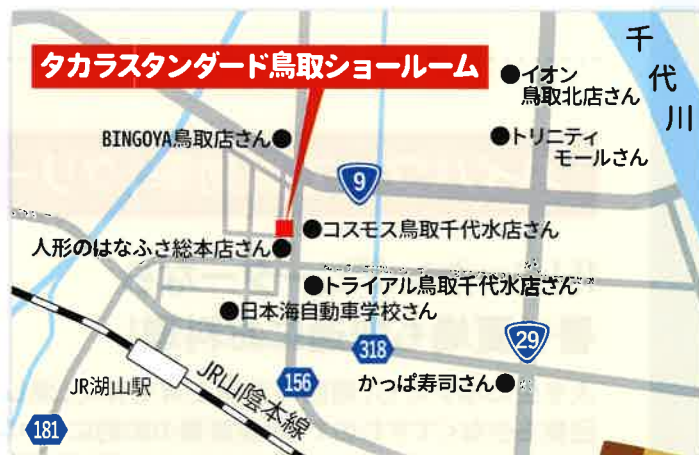 タカラスタンダード鳥取ショールーム
千代川
●イオン
鳥取北店さん
BINGOYA鳥取店さん●
●トリニティ
モールさん
9
●コスモス鳥取千代水店さん
人形のはなふさ総本店さん●
●トライアル鳥取千代水店さん
●日本海自動車学校さん
29
318
JR湖山駅
JR山陰本線
156
かっぱ寿司さん●
181